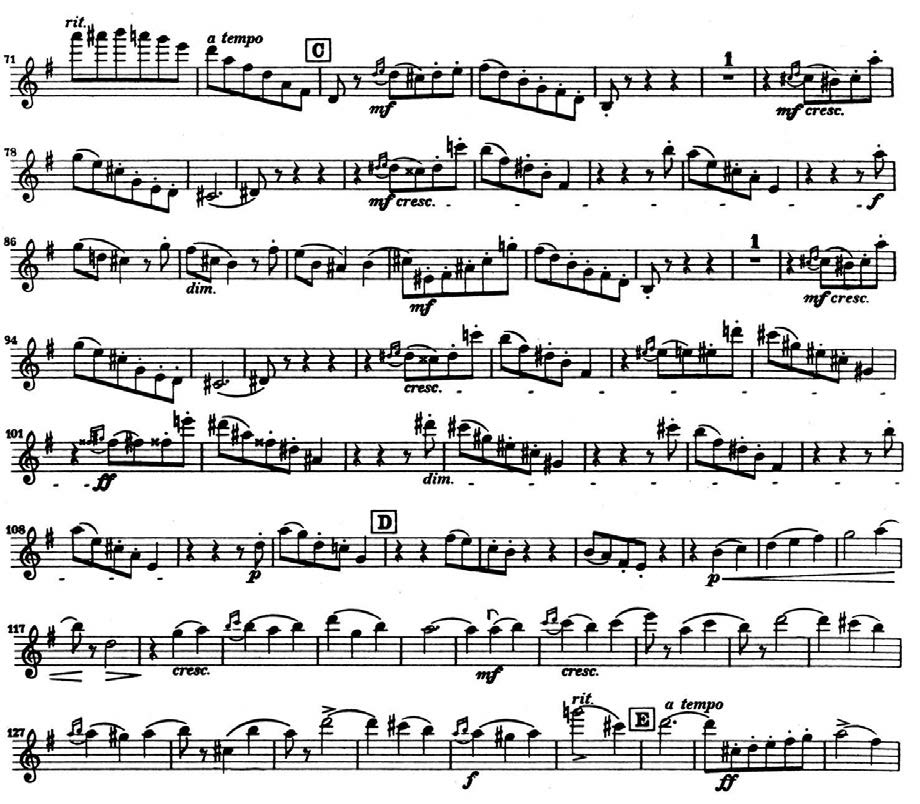 rit.
a tempo
C
71
1
mf
mf cresc.
78
mf cresc.
f
86
1
dim.
mf
mf cresc.
94
cresc.
101
ff
dim.
108
D
p
p
117
cresc.
mf
cresc.
rit.
E
a tempo
127
f
ff